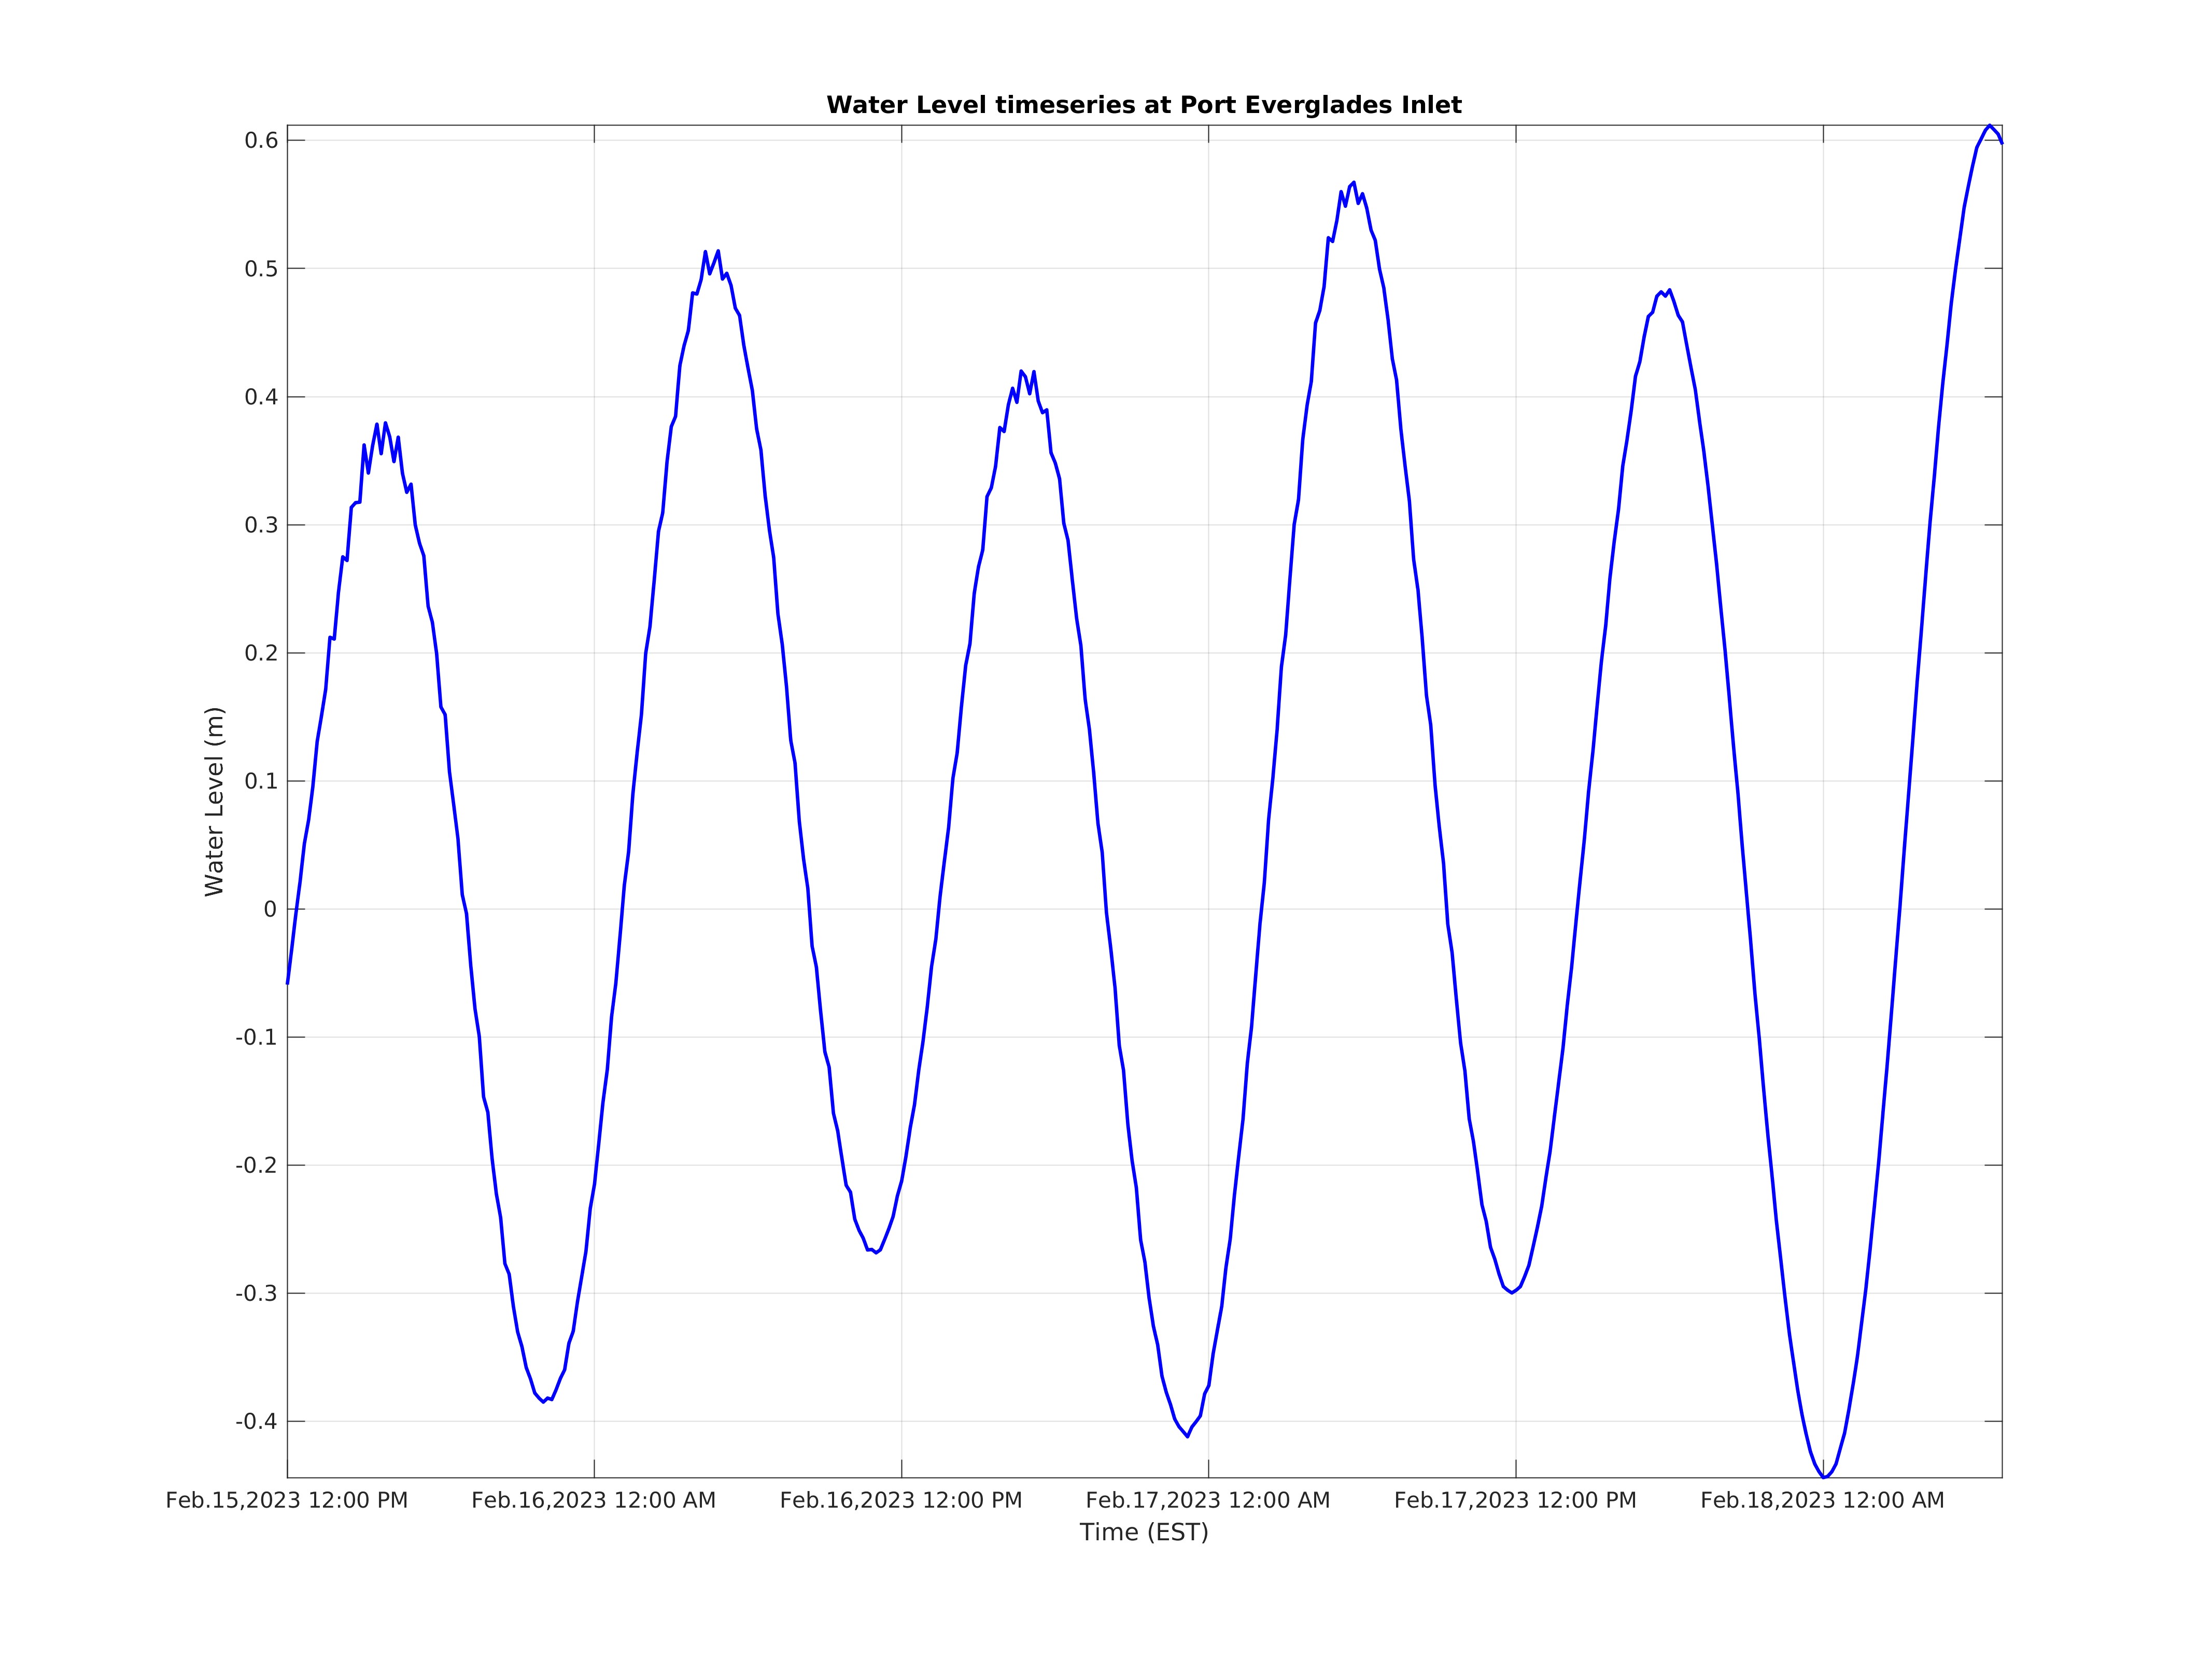 Water Level timeseries at Port Everglades Inlet
0.6
0.5
0.4
0.3
0.2
0.1
0
-0.1
-0.2
-0.3
-0.4
Water Level (m)
Feb.15,2023 12:00 PM Feb.16,2023 12:00 AM Feb.16,2023 12:00 PM Feb.17,2023 12:00 AM Feb.17,2023 12:00 PM Feb.18,2023 12:00 AM
Time (EST)